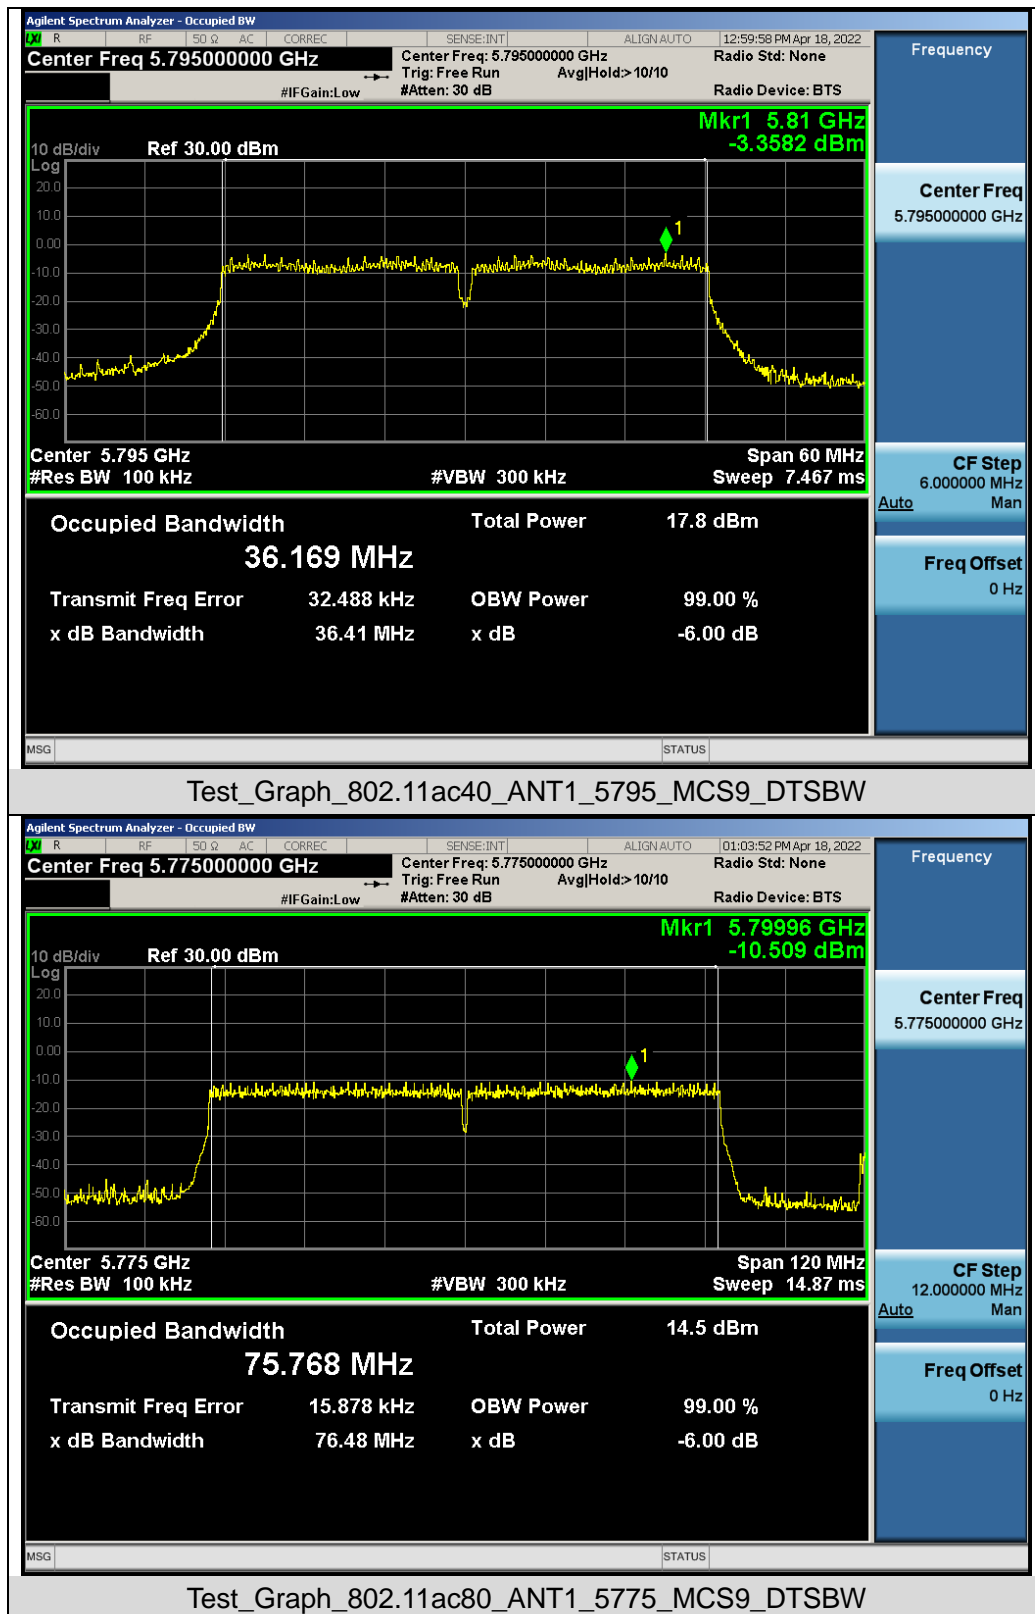 Agilent Spectrum Analyzer - Occupied BW
LXI R RF 50 Ω AC CORREC SENSE:INT ALIGN AUTO 12:59:58 PM Apr 18, 2022
Center Freq 5.795000000 GHz Center Freq: 5.795000000 GHz Radio Std: None Frequency
Trig: Free Run Avg|Hold:> 10/10
#IFGain:Low #Atten: 30 dB Radio Device: BTS
Mkr1 5.81 GHz
10 dB/div Ref 30.00 dBm -3.3582 dBm
Log
20.0
10.0
0.00
-10.0
-20.0
-30.0
-40.0
-50.0
-60.0
1
Center Freq
5.795000000 GHz
Center 5.795 GHz Span 60 MHz
#Res BW 100 kHz #VBW 300 kHz Sweep 7.467 ms
CF Step
6.000000 MHz
Auto Man
Occupied Bandwidth Total Power 17.8 dBm
36.169 MHz
Freq Offset
0 Hz
Transmit Freq Error 32.488 kHz OBW Power 99.00 %
x dB Bandwidth 36.41 MHz x dB -6.00 dB
MSG STATUS
Test_Graph_802.11ac40_ANT1_5795_MCS9_DTSBW
Agilent Spectrum Analyzer - Occupied BW
LXI R RF 50 Ω AC CORREC SENSE:INT ALIGN AUTO 01:03:52 PM Apr 18, 2022
Center Freq 5.775000000 GHz Center Freq: 5.775000000 GHz Radio Std: None Frequency
Trig: Free Run Avg|Hold:> 10/10
#IFGain:Low #Atten: 30 dB Radio Device: BTS
Mkr1 5.79996 GHz
10 dB/div Ref 30.00 dBm -10.509 dBm
Log
20.0
10.0
0.00
-10.0
-20.0
-30.0
-40.0
-50.0
-60.0
1
Center Freq
5.775000000 GHz
Center 5.775 GHz Span 120 MHz
#Res BW 100 kHz #VBW 300 kHz Sweep 14.87 ms
CF Step
12.000000 MHz
Auto Man
Occupied Bandwidth Total Power 14.5 dBm
75.768 MHz
Freq Offset
0 Hz
Transmit Freq Error 15.878 kHz OBW Power 99.00 %
x dB Bandwidth 76.48 MHz x dB -6.00 dB
MSG STATUS
Test_Graph_802.11ac80_ANT1_5775_MCS9_DTSBW